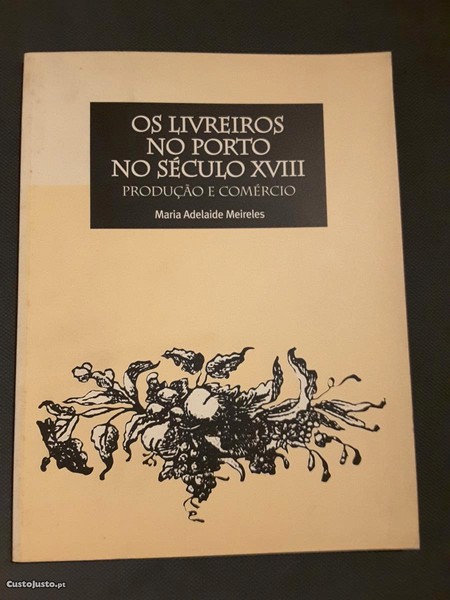 OS LIVREIROS
NO PORTO
NO SÉCULO XVIII
PRODUÇÃO E COMÉRCIO
Maria Adelaide Meireles
CustoJusto.pt